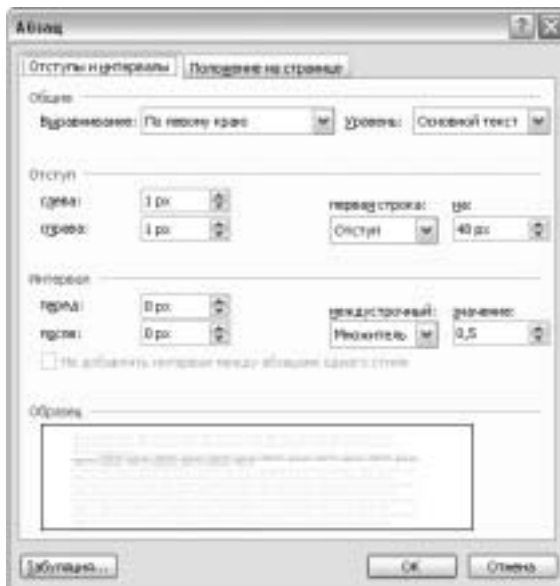 Абзац
Отступы и интервалы Положение на странице
Общие
Выравнивание: По левому краю Уровень: Основной текст
Отступ
слева: 1 px первая строка: на:
справа: 1 px Отступ 40 px
Интервал
перед: 0 px междустрочный: значение:
после: 0 px Множитель 0,5
Не добавлять интервал между абзацами одного стиля
Образец
Табуляция... ОК Отмена